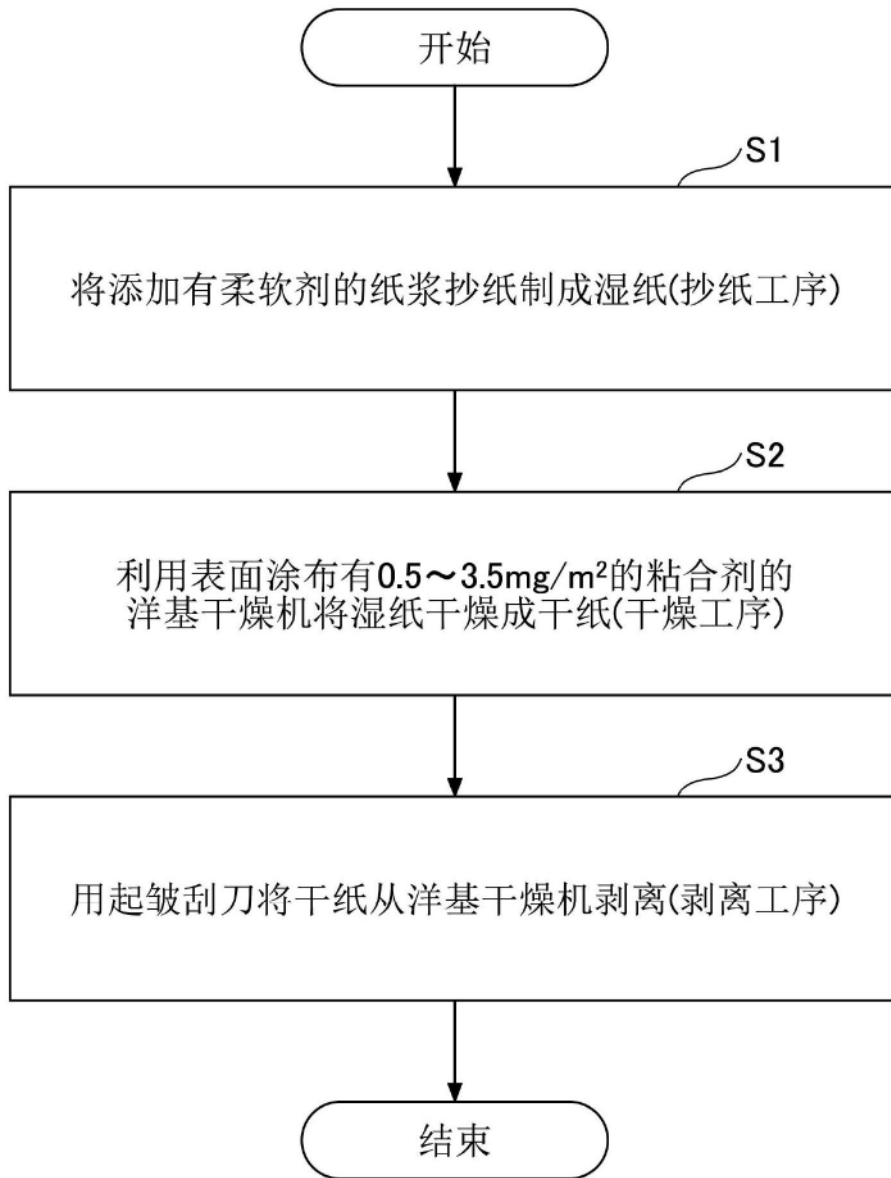 开始
S1
将添加有柔软剂的纸浆抄纸制成湿纸(抄纸工序)
S2
利用表面涂布有0.5～3.5mg/m²的粘合剂的
洋基干燥机将湿纸干燥成干纸(干燥工序)
S3
用起皱刮刀将干纸从洋基干燥机剥离(剥离工序)
结束